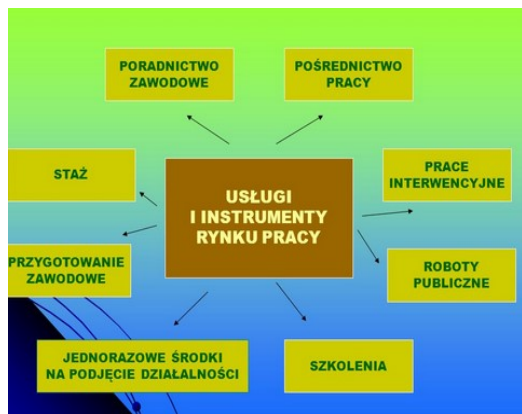 PORADNICTWO
ZAWODOWE
POŚREDNICTWO
PRACY
STAŻ
USŁUGI
I INSTRUMENTY
RYNKU PRACY
PRACE
INTERWENCYJNE
PRZYGOTOWANIE
ZAWODOWE
ROBOTY
PUBLICZNE
JEDNORAZOWE ŚRODKI
NA PODJĘCIE DZIAŁALNOŚCI
SZKOLENIA